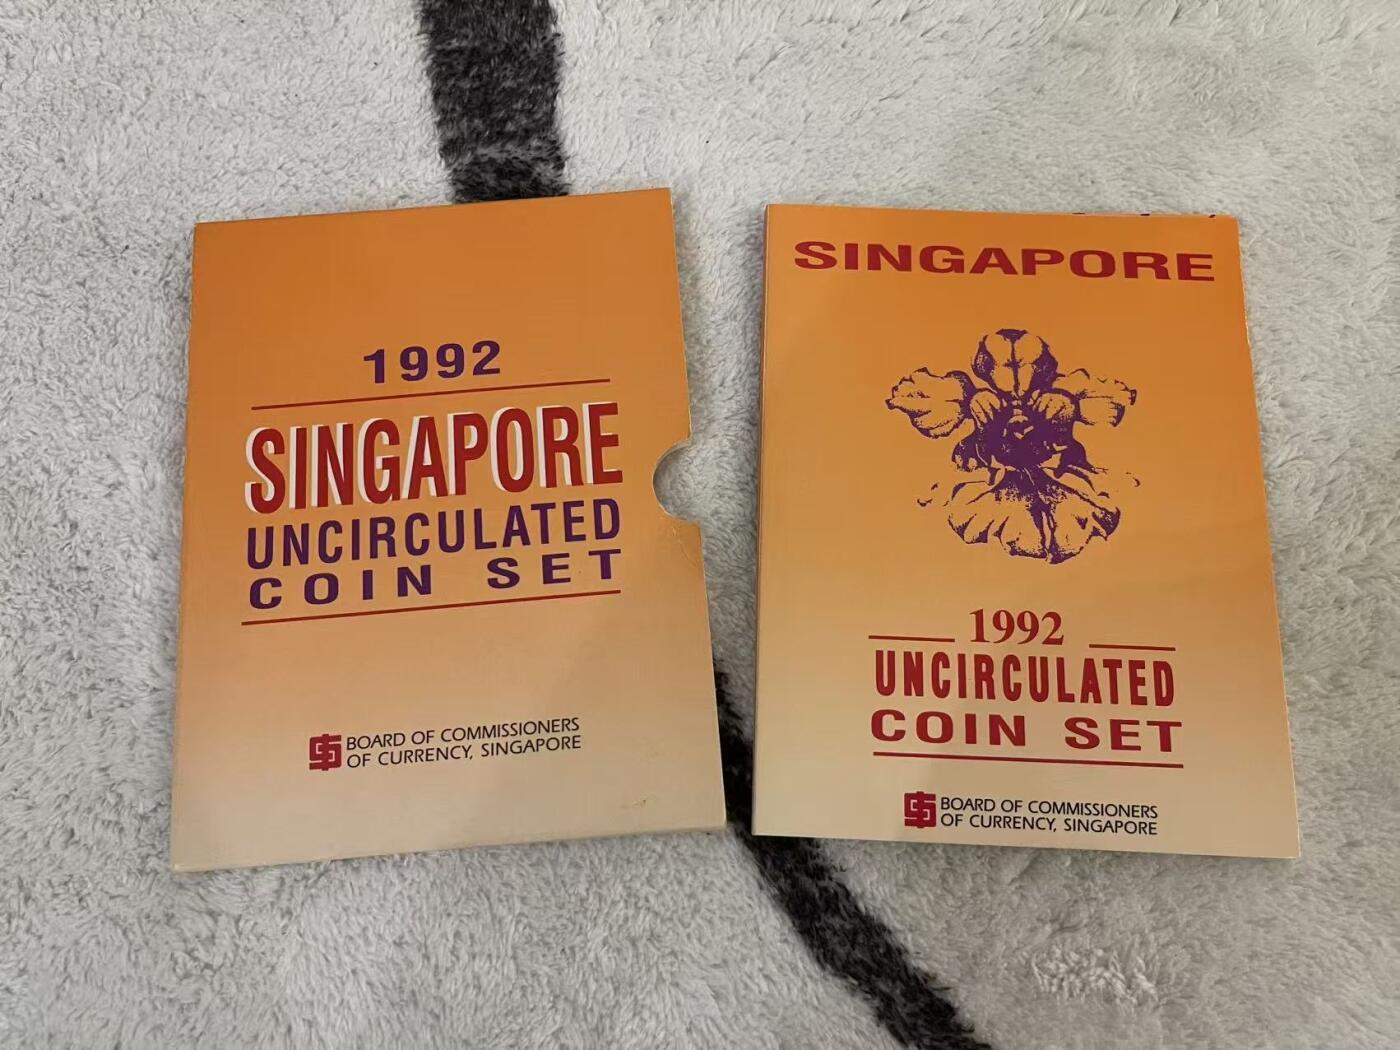 1992
SINGAPORE
UNCIRCULATED
COIN SET
BOARD OF COMMISSIONERS
OF CURRENCY, SINGAPORE
SINGAPORE
1992
UNCIRCULATED
COIN SET
BOARD OF COMMISSIONERS
OF CURRENCY, SINGAPORE